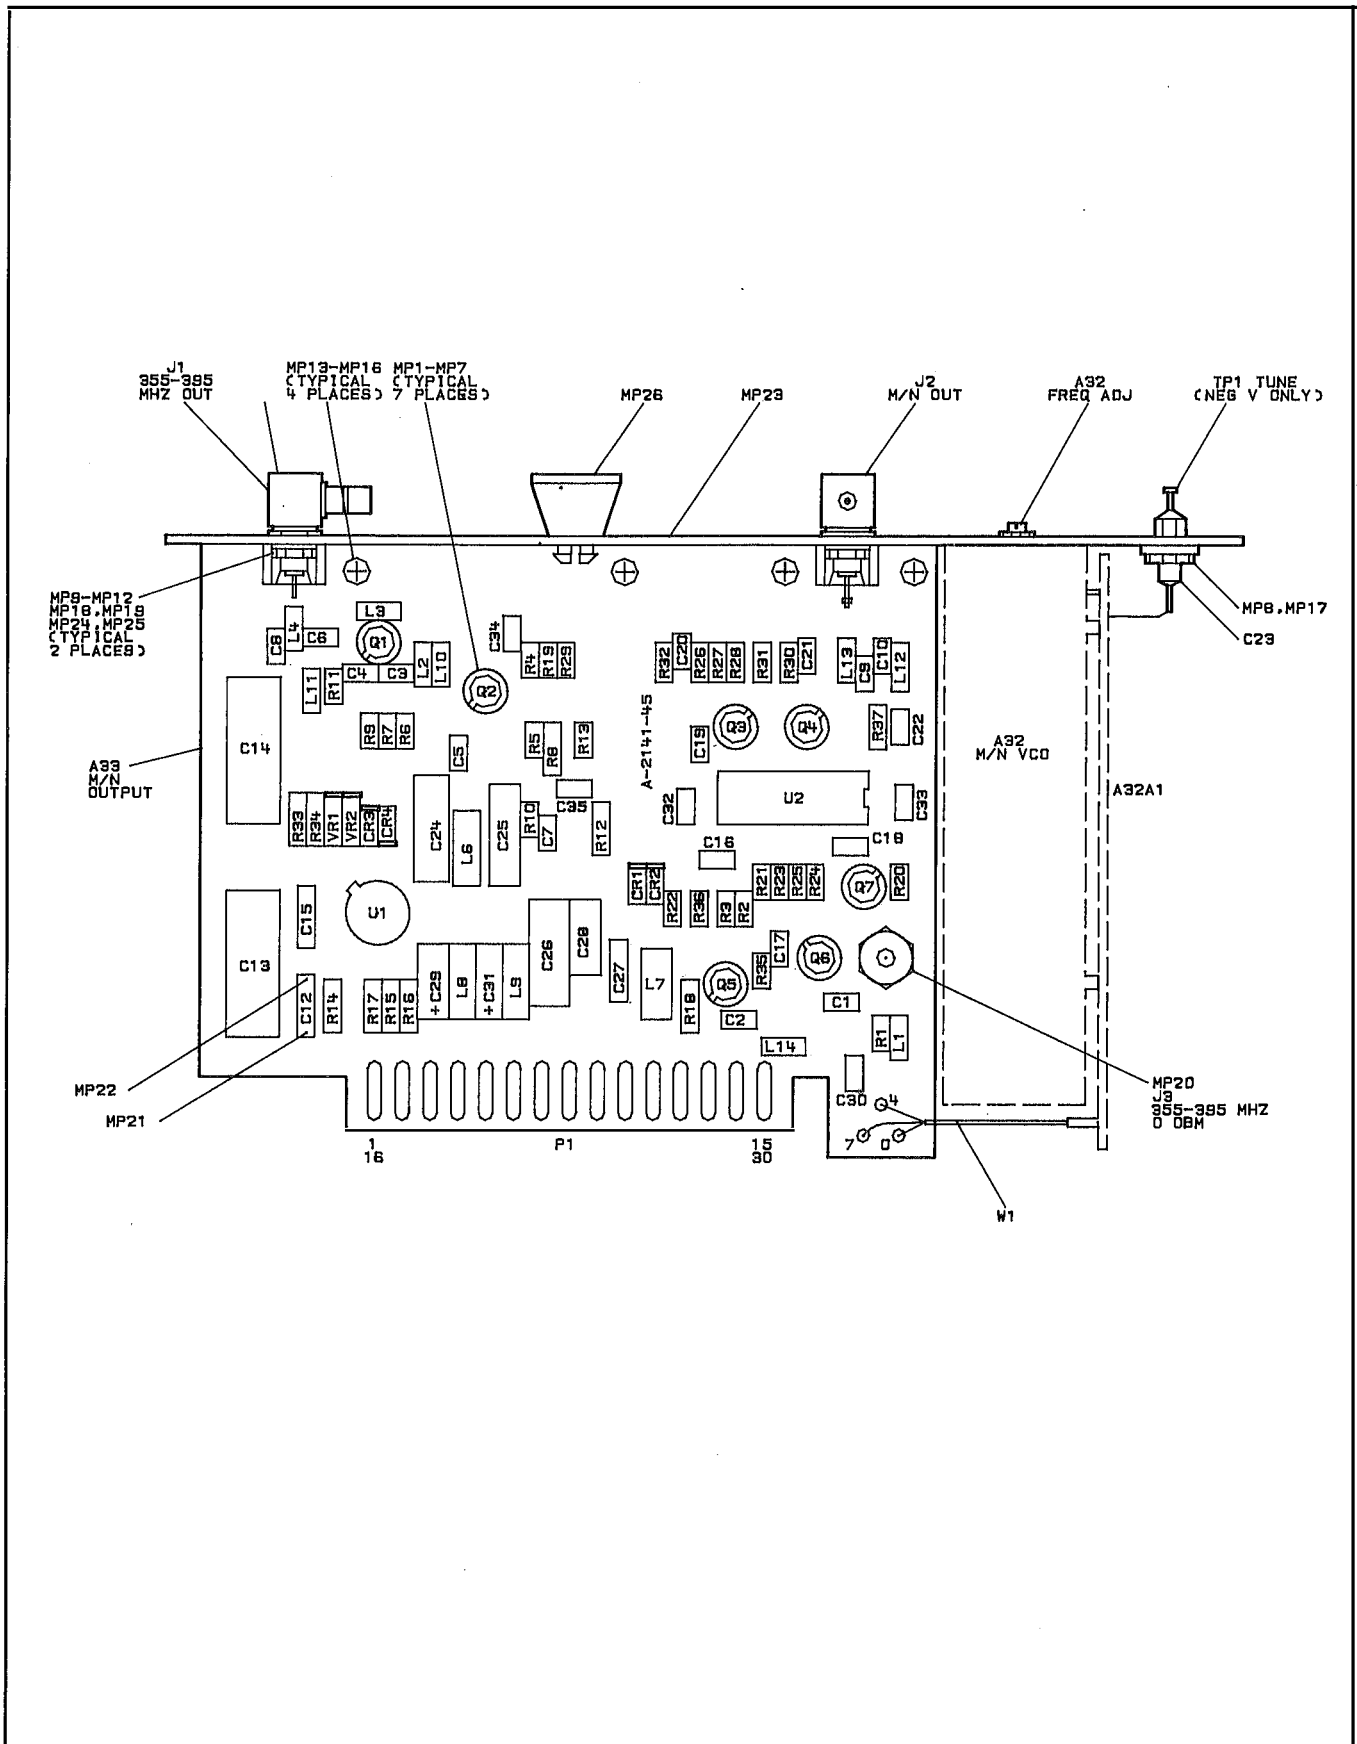 J1
355-395
MHZ OUT
MP13-MP16
(TYPICAL
4 PLACES)
MP1-MP7
(TYPICAL
7 PLACES)
MP26
MP23
J2
M/N OUT
A32
FREQ ADJ
TP1 TUNE
(NEG V ONLY)
MP9-MP12
MP18,MP19
MP24,MP25
(TYPICAL
2 PLACES)
MP8,MP17
C23
L3
L4
C6
C8
Q1
C34
L2
L10
R4
R19
R29
R32
C20
R26
R27
R28
R31
R30
C21
L13
C9
C10
L12
C4
C3
L11
R11
Q2
R9
R7
R6
C5
R5
R8
R13
A-2141-45
C19
Q3
Q4
R37
C22
A32
M/N VCO
A32A1
C14
A33
M/N
OUTPUT
R33
R34
VR1
VR2
CR3
CR4
C24
L6
C25
R10
C7
C35
R12
C32
U2
C33
C16
C18
CR1
CR2
R22
R36
R3
R2
R21
R23
R25
R24
Q7
R20
C15
U1
C13
C12
R14
R17
R15
R16
+C29
L8
+C31
L9
C26
C28
C27
L7
R18
Q5
R35
C17
Q6
C2
C1
L14
R1
L1
C30
4
7
0
MP22
MP21
MP20
J3
355-395 MHZ
0 DBM
1
16
P1
15
30
W1